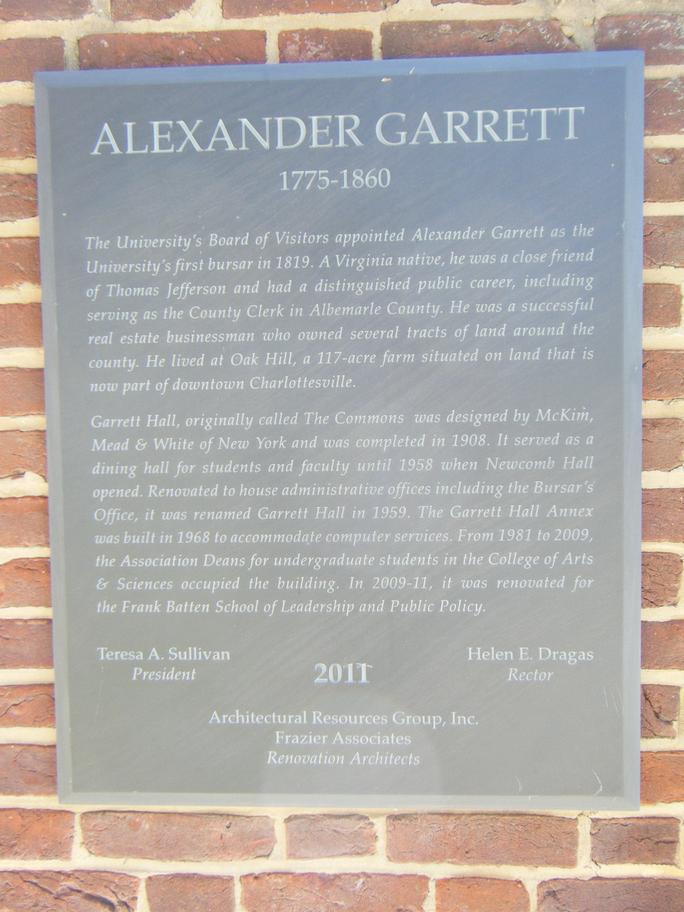 ALEXANDER GARRETT
1775-1860
The University's Board of Visitors appointed Alexander Garrett as the
University's first bursar in 1819. A Virginia native, he was a close friend
of Thomas Jefferson and had a distinguished public career, including
serving as the County Clerk in Albemarle County. He was a successful
real estate businessman who owned several tracts of land around the
county. He lived at Oak Hill, a 117-acre farm situated on land that is
now part of downtown Charlottesville.
Garrett Hall, originally called The Commons was designed by McKim,
Mead & White of New York and was completed in 1908. It served as a
dining hall for students and faculty until 1958 when Newcomb Hall
opened. Renovated to house administrative offices including the Bursar's
Office, it was renamed Garrett Hall in 1959. The Garrett Hall Annex
was built in 1968 to accommodate computer services. From 1981 to 2009,
the Association Deans for undergraduate students in the College of Arts
& Sciences occupied the building. In 2009-11, it was renovated for
the Frank Batten School of Leadership and Public Policy.
Teresa A. Sullivan
President
2011
Helen E. Dragas
Rector
Architectural Resources Group, Inc.
Frazier Associates
Renovation Architects